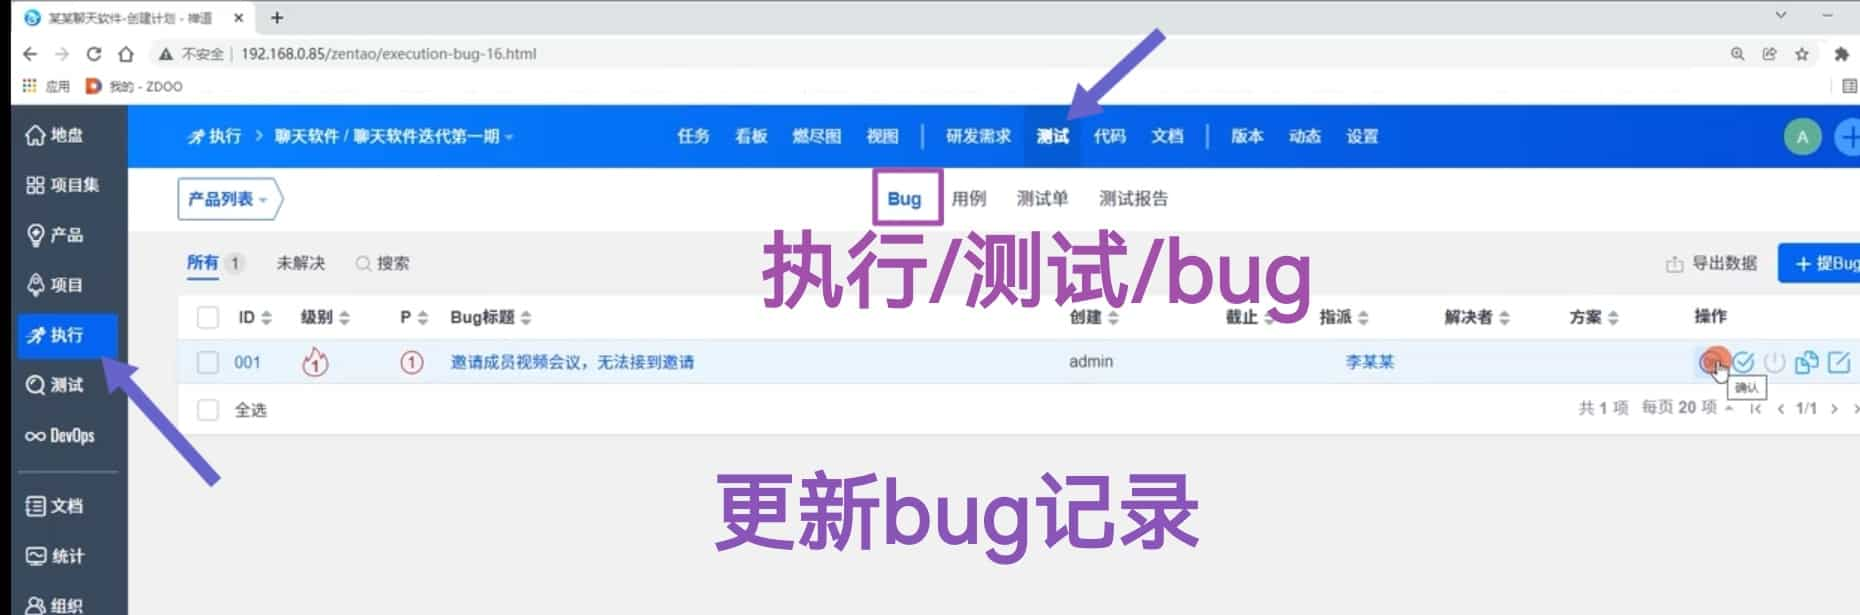 某某聊天软件-创建计划 - 禅道
不安全 | 192.168.0.85/zentao/execution-bug-16.html
应用 我的 - ZDOO
地盘
项目集
产品
项目
执行
测试
DevOps
文档
统计
组织
执行 > 聊天软件 / 聊天软件迭代第一期
任务 看板 燃尽图 视图 | 研发需求 测试 代码 文档 | 版本 动态 设置
A
产品列表
Bug 用例 测试单 测试报告
执行/测试/bug
所有 1 未解决 搜索
导出数据 + 提Bug
ID 级别 P Bug标题 创建 截止 指派 解决者 方案 操作
001 1 1 邀请成员视频会议，无法接到邀请 admin 李某某
确认
全选
共 1 项 每页 20 项 1/1
更新bug记录